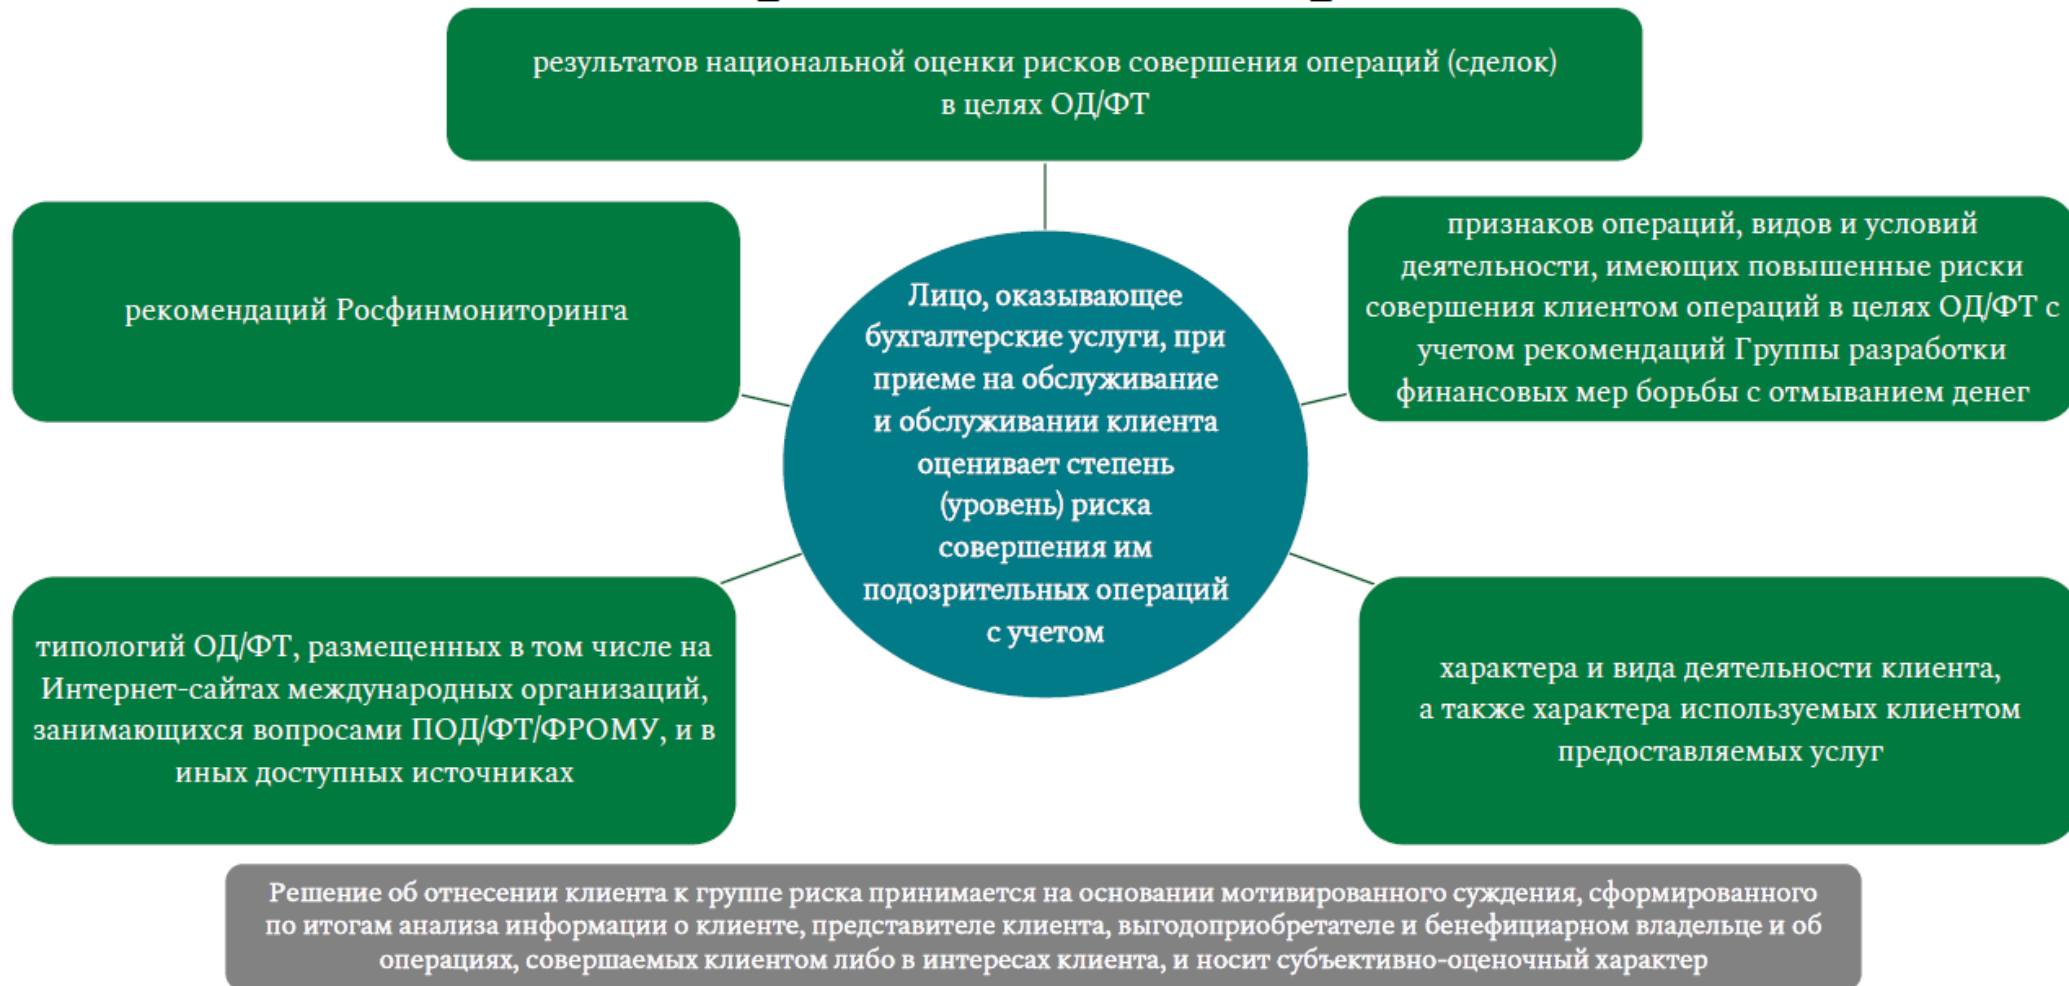 результатов национальной оценки рисков совершения операций (сделок)
в целях ОД/ФТ
рекомендаций Росфинмониторинга
признаков операций, видов и условий
деятельности, имеющих повышенные риски
совершения клиентом операций в целях ОД/ФТ с
учетом рекомендаций Группы разработки
финансовых мер борьбы с отмыванием денег
Лицо, оказывающее
бухгалтерские услуги, при
приеме на обслуживание
и обслуживании клиента
оценивает степень
(уровень) риска
совершения им
подозрительных операций
с учетом
типологий ОД/ФТ, размещенных в том числе на
Интернет-сайтах международных организаций,
занимающихся вопросами ПОД/ФТ/ФРОМУ, и в
иных доступных источниках
характера и вида деятельности клиента,
а также характера используемых клиентом
предоставляемых услуг
Решение об отнесении клиента к группе риска принимается на основании мотивированного суждения, сформированного
по итогам анализа информации о клиенте, представителе клиента, выгодоприобретателе и бенефициарном владельце и об
операциях, совершаемых клиентом либо в интересах клиента, и носит субъективно-оценочный характер